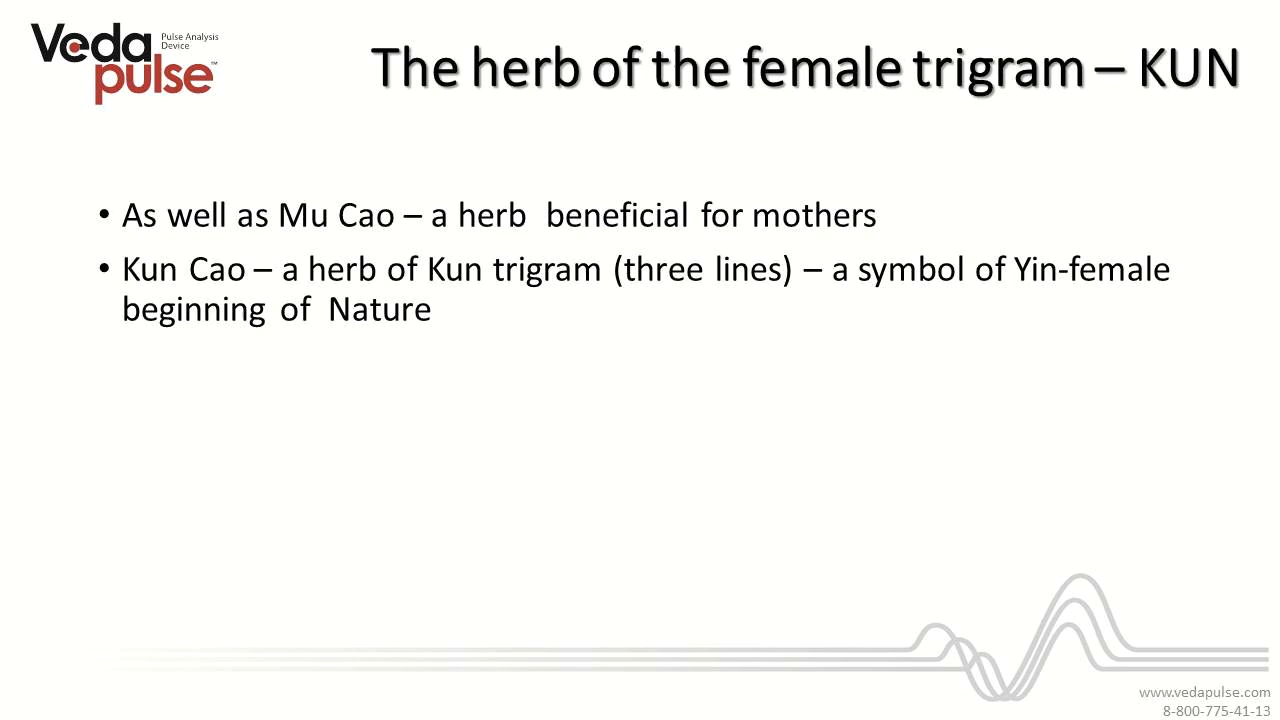 Veda
pulse™
Pulse Analysis
Device
The herb of the female trigram – KUN
• As well as Mu Cao – a herb  beneficial for mothers
• Kun Cao – a herb of Kun trigram (three lines) – a symbol of Yin-female
beginning of  Nature
www.vedapulse.com
8-800-775-41-13